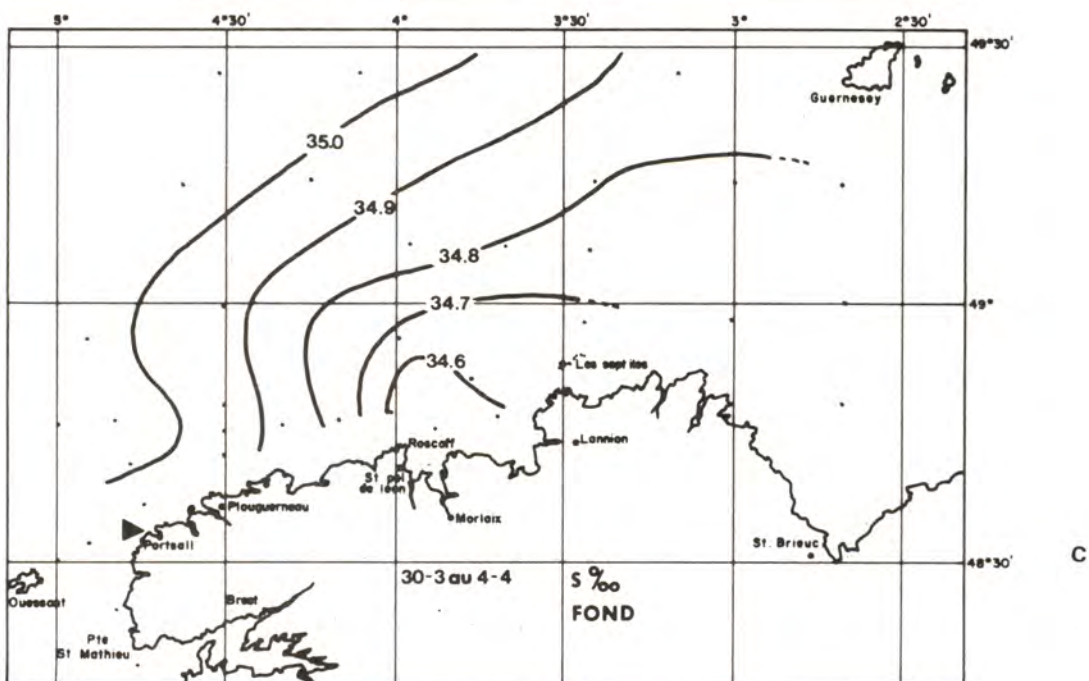 5° 4°30' 4° 3°30' 3° 2°30'
49°30'
Guernesey
35.0
34.9
34.8
34.7
49°
34.6
Les sept iles
Roscoff
Lannion
St pol
de leon
Plouguerneau
Morlaix
Portsall
St. Brieuc
C
48°30'
30-3 au 4-4
S ‰
FOND
Ouessant
Brest
Pte
St Mathieu